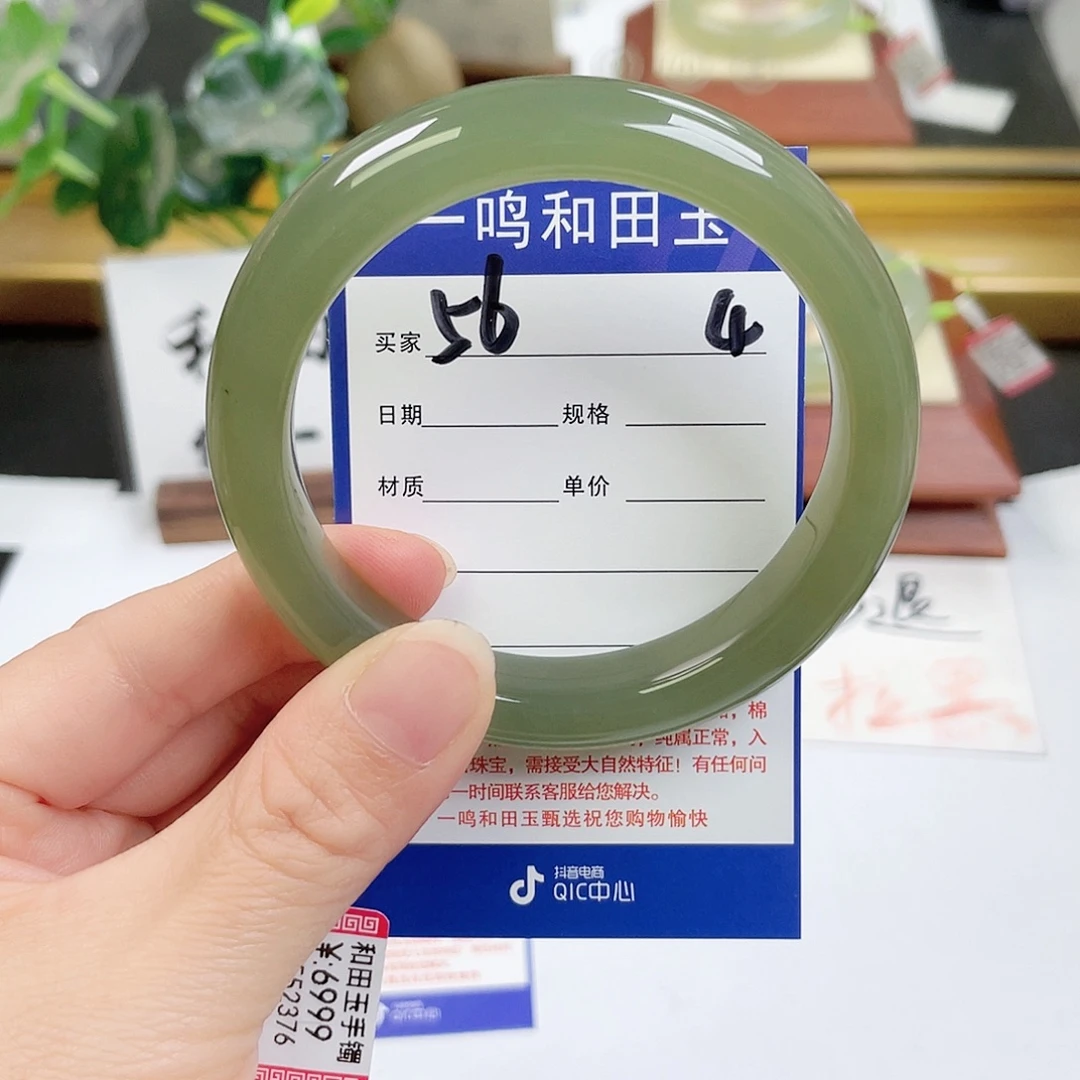 一鸣和田玉
买家 56 4
日期 规格
材质 单价
棉
纯属正常，入
珠宝，需接受大自然特征！有任何问
一时间联系客服给您解决。
一鸣和田玉甄选祝您购物愉快
抖音电商
QIC中心
和田玉手镯
¥:6999
52376
退
拉黑